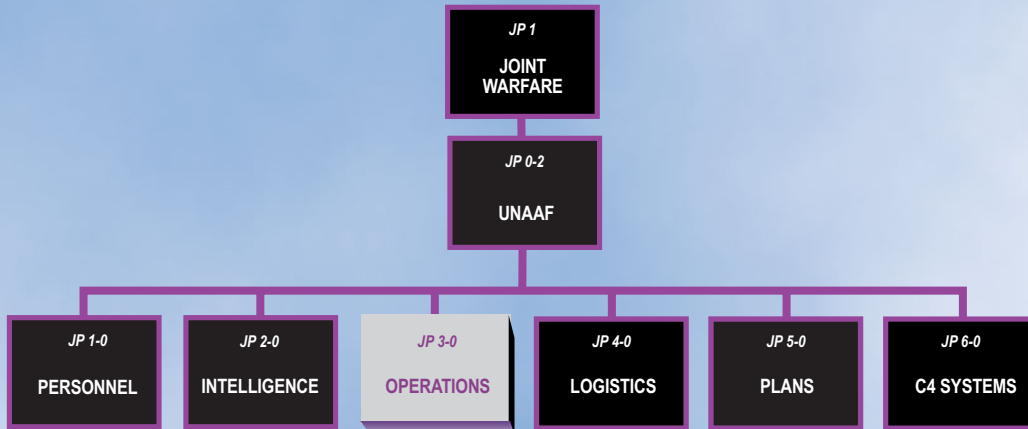 JP 1
JOINT
WARFARE
JP 0-2
UNAAF
JP 1-0
PERSONNEL
JP 2-0
INTELLIGENCE
JP 3-0
OPERATIONS
JP 4-0
LOGISTICS
JP 5-0
PLANS
JP 6-0
C4 SYSTEMS